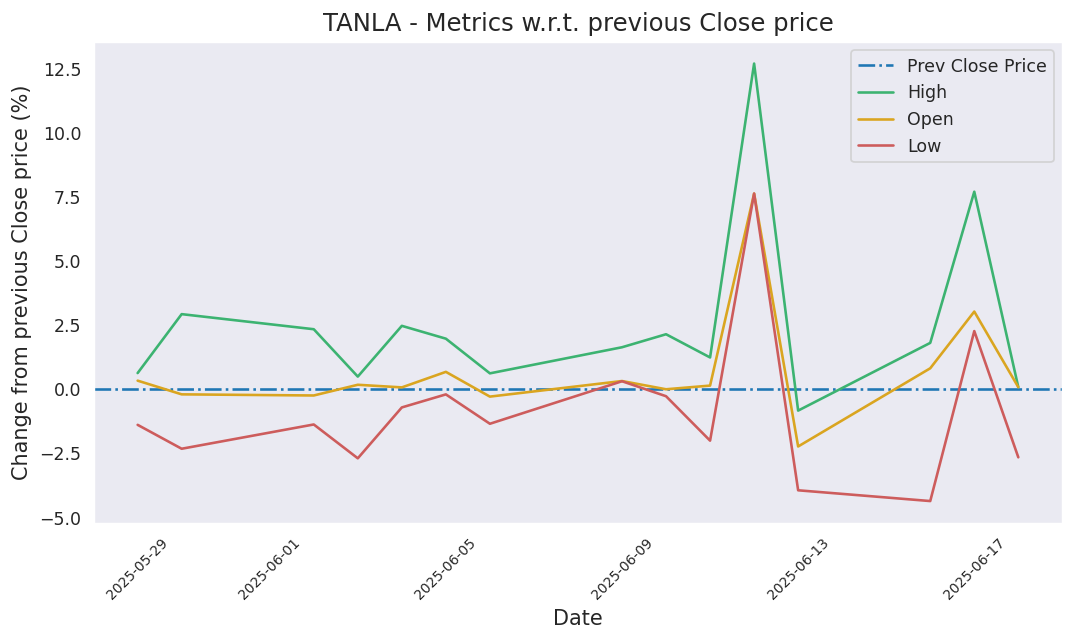 TANLA - Metrics w.r.t. previous Close price
Change from previous Close price (%)
12.5
10.0
7.5
5.0
2.5
0.0
−2.5
−5.0
Prev Close Price
High
Open
Low
2025-05-29
2025-06-01
2025-06-05
2025-06-09
2025-06-13
2025-06-17
Date